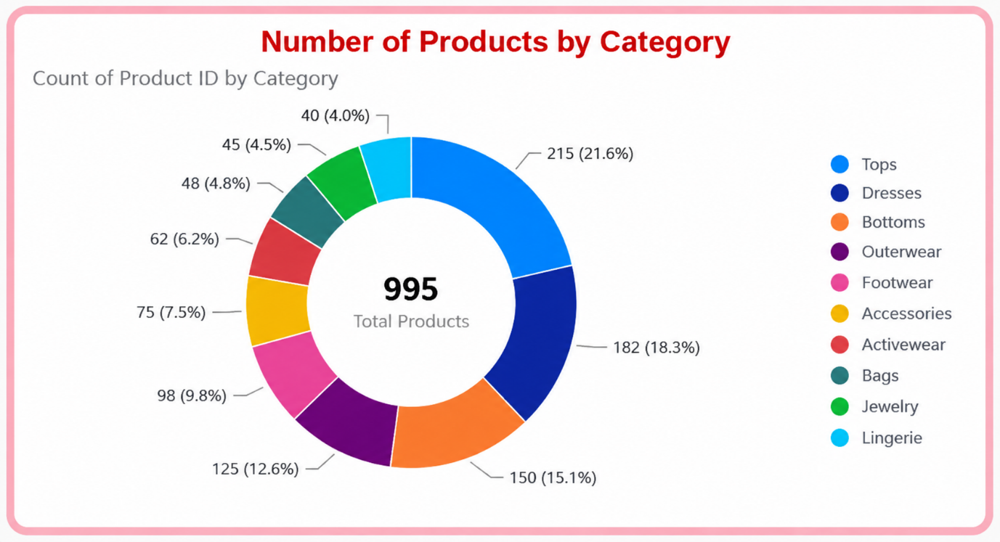 Number of Products by Category
Count of Product ID by Category
40 (4.0%)
45 (4.5%)
215 (21.6%)
48 (4.8%)
62 (6.2%)
75 (7.5%)
182 (18.3%)
98 (9.8%)
125 (12.6%)
150 (15.1%)
995
Total Products
Tops
Dresses
Bottoms
Outerwear
Footwear
Accessories
Activewear
Bags
Jewelry
Lingerie